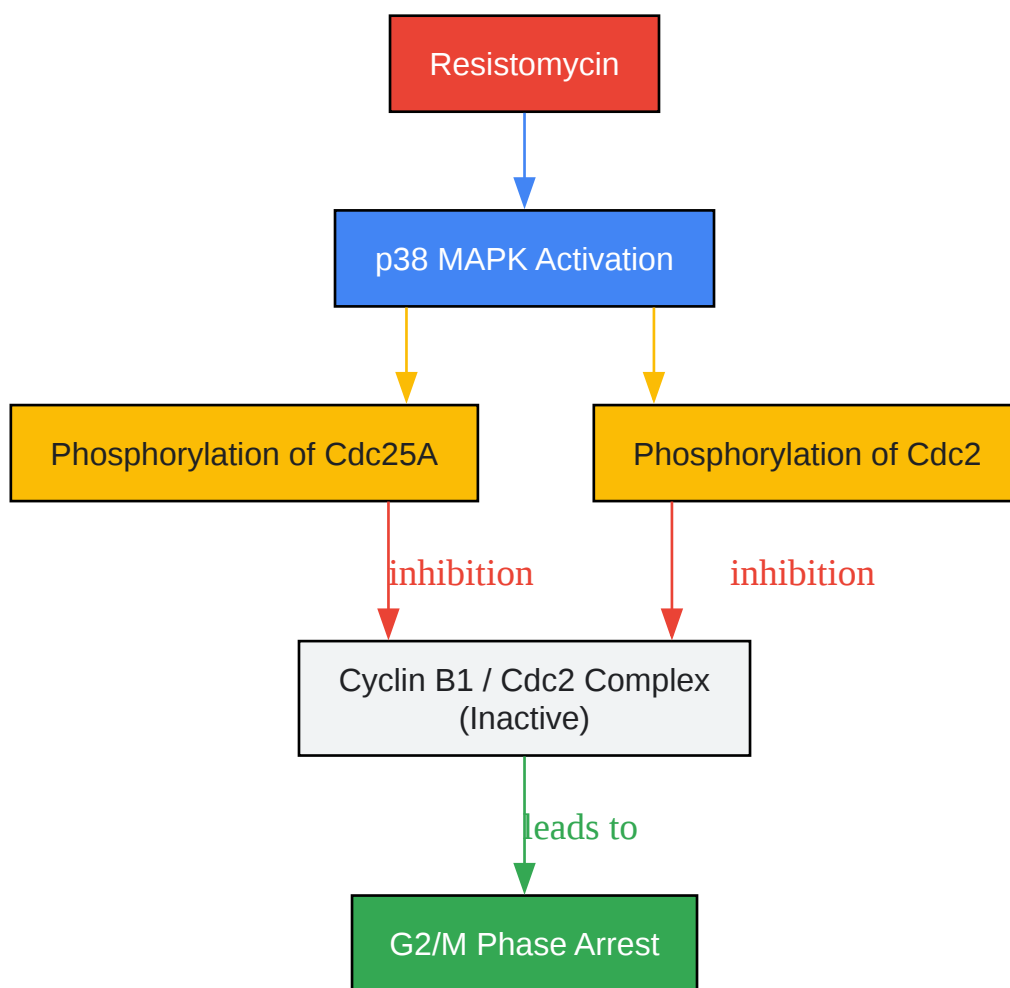 Resistomycin
p38 MAPK Activation
Phosphorylation of Cdc25A
Phosphorylation of Cdc2
inhibition
inhibition
Cyclin B1 / Cdc2 Complex
(Inactive)
leads to
G2/M Phase Arrest